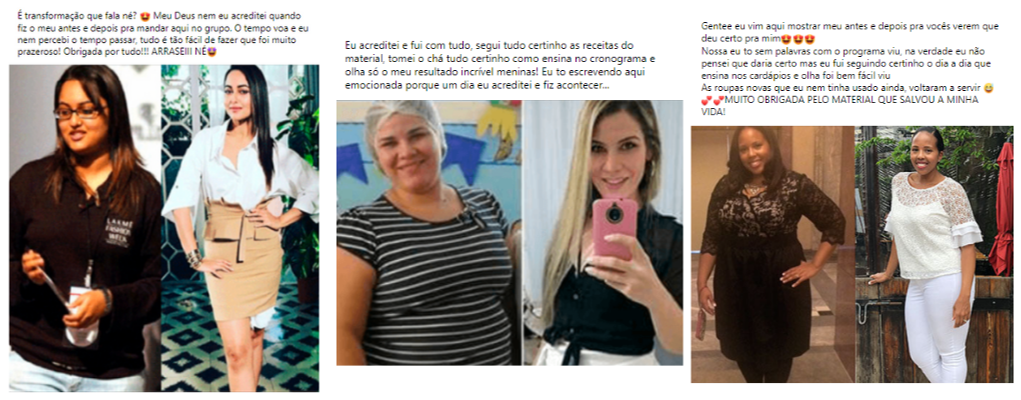 É transformação que fala né? 😍 Meu Deus nem eu acreditei quando
fiz o meu antes e depois pra mandar aqui no grupo. O tempo voa e eu
nem percebi o tempo passar, tudo é tão fácil de fazer que foi muito
prazeroso! Obrigada por tudo!!! ARRASEIII NÉ😍
LAKME
FASHION
WEEK
Eu acreditei e fui com tudo, segui tudo certinho as receitas do
material, tomei o chá tudo certinho como ensina no cronograma e
olha só o meu resultado incrível meninas! Eu to escrevendo aqui
emocionada porque um dia eu acreditei e fiz acontecer...
Gentee eu vim aqui mostrar meu antes e depois pra vocês verem que
deu certo pra mim😍😍😍
Nossa eu to sem palavras com o programa viu, na verdade eu não
pensei que daria certo mas eu fui seguindo certinho o dia a dia que
ensina nos cardápios e olha foi bem fácil viu
As roupas novas que eu nem tinha usado ainda, voltaram a servir 😅
💕💕MUITO OBRIGADA PELO MATERIAL QUE SALVOU A MINHA
VIDA!